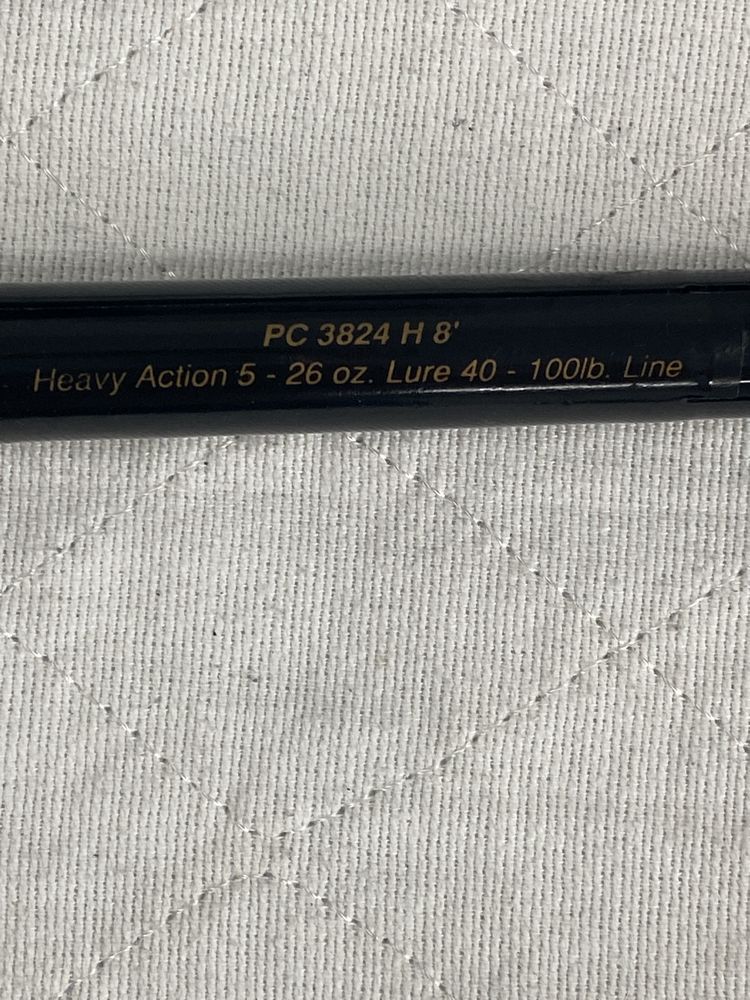 PC 3824 H 8'
Heavy Action 5 - 26 oz. Lure 40 - 100lb. Line